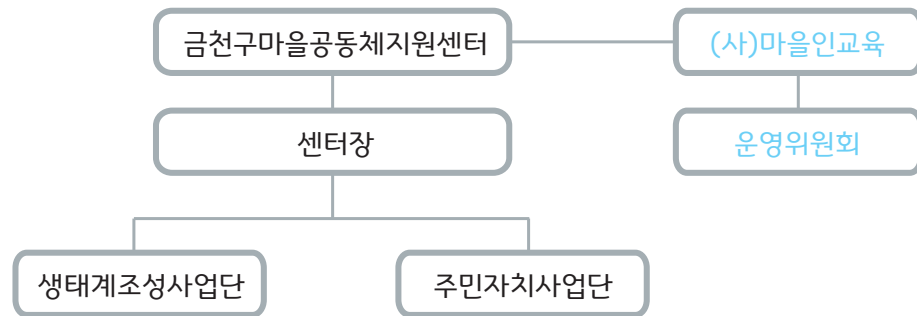 금천구마을공동체지원센터
(사)마을인교육
센터장
운영위원회
생태계조성사업단
주민자치사업단